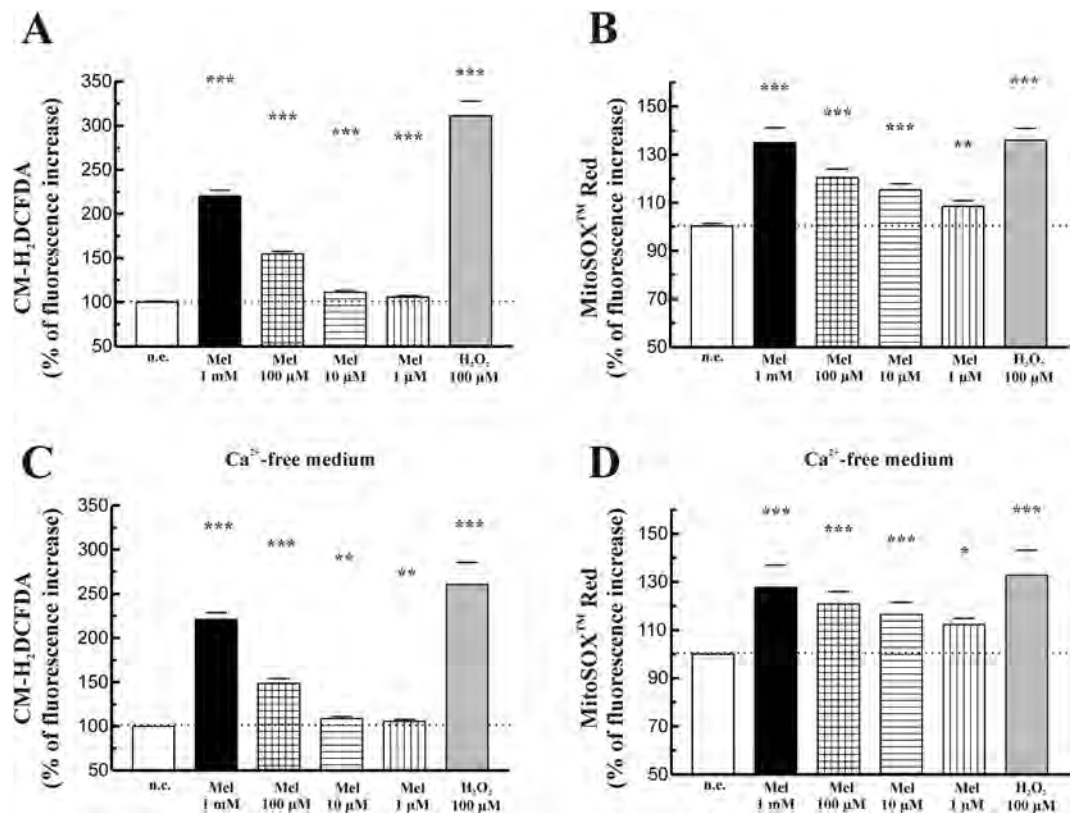 A
CM-H₂DCFDA
(% of fluorescence increase)
350
300
250
200
150
100
50
***
***
***
***
***
n.e.
Mel
1 mM
Mel
100 µM
Mel
10 µM
Mel
1 µM
H₂O₂
100 µM
B
MitoSOX™ Red
(% of fluorescence increase)
150
130
110
90
70
50
***
***
***
**
***
n.e.
Mel
1 mM
Mel
100 µM
Mel
10 µM
Mel
1 µM
H₂O₂
100 µM
C
Ca²⁺-free medium
CM-H₂DCFDA
(% of fluorescence increase)
350
300
250
200
150
100
50
***
***
**
**
***
n.e.
Mel
1 mM
Mel
100 µM
Mel
10 µM
Mel
1 µM
H₂O₂
100 µM
D
Ca²⁺-free medium
MitoSOX™ Red
(% of fluorescence increase)
150
130
110
90
70
50
***
***
***
*
***
n.e.
Mel
1 mM
Mel
100 µM
Mel
10 µM
Mel
1 µM
H₂O₂
100 µM